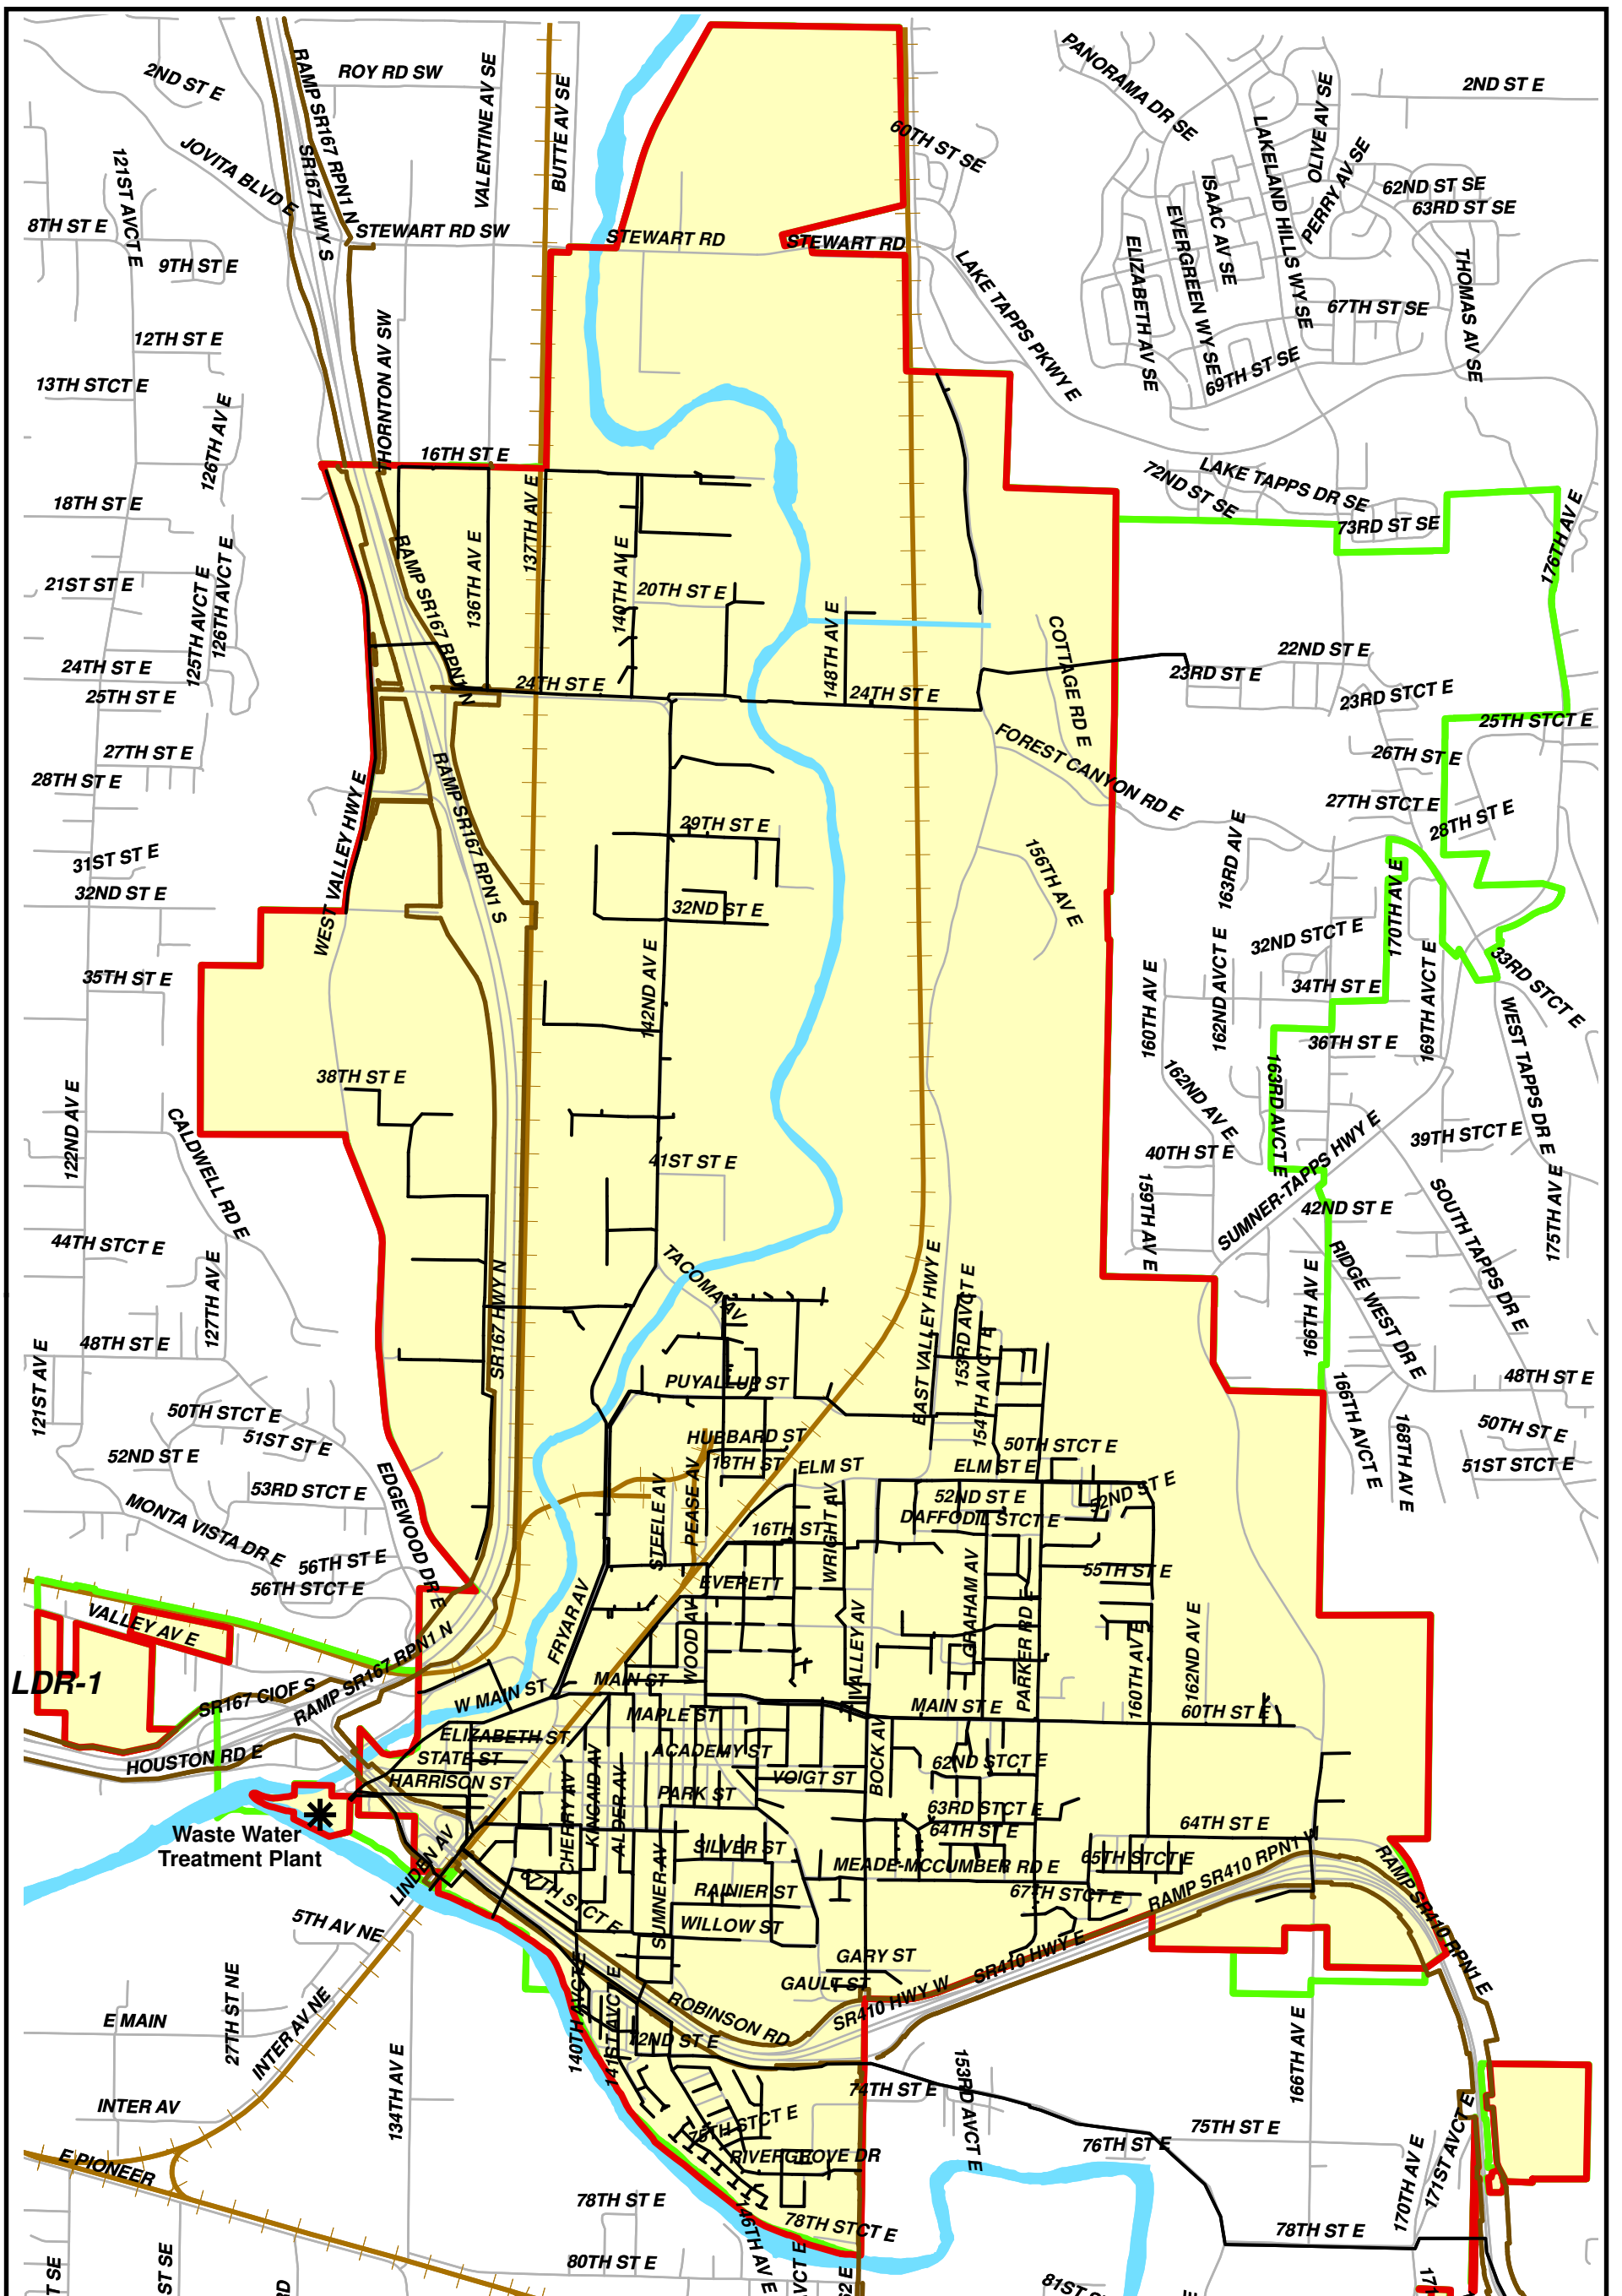 PANORAMA DR SE
2ND ST E
ROY RD SW
RAMP SR167 RPN1 N
SR167 HWY S
VALENTINE AV SE
BUTTE AV SE
2ND ST E
60TH ST SE
LAKELAND HILLS WY SE
OLIVE AV SE
PERRY AV SE
JOVITA BLVD E
121ST AVCT E
ISAAC AV SE
EVERGREEN WY SE
ELIZABETH AV SE
62ND ST SE
63RD ST SE
THOMAS AV SE
8TH ST E
STEWART RD SW
STEWART RD
STEWART RD
9TH ST E
LAKE TAPPS PKWY E
67TH ST SE
12TH ST E
THORNTON AV SW
69TH ST SE
13TH STCT E
126TH AV E
16TH ST E
72ND ST SE
LAKE TAPPS DR SE
73RD ST SE
176TH AV E
18TH ST E
137TH AV E
136TH AV E
140TH AV E
RAMP SR167 RPN1 N
21ST ST E
125TH AVCT E
126TH AVCT E
20TH ST E
148TH AV E
COTTAGE RD E
22ND ST E
24TH ST E
23RD ST E
25TH ST E
24TH ST E
24TH ST E
23RD STCT E
25TH STCT E
27TH ST E
FOREST CANYON RD E
26TH ST E
28TH ST E
WEST VALLEY HWY E
RAMP SR167 RPN1 S
27TH STCT E
28TH ST E
29TH ST E
163RD AV E
156TH AV E
31ST ST E
32ND ST E
32ND ST E
170TH AV E
32ND STCT E
162ND AVCT E
160TH AV E
169TH AVCT E
33RD STCT E
35TH ST E
142ND AV E
34TH ST E
WEST TAPPS DR E
36TH ST E
38TH ST E
162ND AV E
163RD AVCT E
122ND AV E
CALDWELL RD E
39TH STCT E
SUMNER-TAPPS HWY E
40TH ST E
41ST ST E
159TH AV E
42ND ST E
SOUTH TAPPS DR E
175TH AV E
44TH STCT E
127TH AV E
RIDGE WEST DR E
166TH AV E
TACOMA AV
EAST VALLEY HWY E
153RD AVCT E
154TH AVCT E
SR167 HWY N
48TH ST E
121ST AV E
PUYALLUP ST
48TH ST E
166TH AVCT E
168TH AV E
50TH STCT E
51ST ST E
HUBBARD ST
50TH STCT E
50TH ST E
52ND ST E
18TH ST
ELM ST
ELM ST E
51ST STCT E
53RD STCT E
EDGEWOOD DR E
STEELE AV
PEASE AV
WRIGHT AV
52ND ST E
52ND ST E
DAFFODIL STCT E
MONTA VISTA DR E
16TH ST
56TH ST E
56TH STCT E
EVERETT
GRAHAM AV
PARKER RD E
55TH ST E
VALLEY AV E
FRYAR AV
WOOD AV
VALLEY AV
160TH AV E
162ND AV E
LDR-1
SR167 CIOF S
RAMP SR167 RPN1 N
W MAIN ST
MAIN ST
MAPLE ST
MAIN ST E
60TH ST E
HOUSTON RD E
ELIZABETH ST
STATE ST
HARRISON ST
ACADEMY ST
BOCK AV
62ND STCT E
VOIGT ST
PARK ST
CHERRY AV
KINCAID AV
ALDER AV
63RD STCT E
64TH ST E
64TH ST E
Waste Water
Treatment Plant
LINDEN AV
SILVER ST
MEADE-MCCUMBER RD E
65TH STCT E
RAMP SR410 RPN1 W
RAMP SR410 RPN1 E
67TH STCT E
SUMNER AV
RAINIER ST
67TH STCT E
5TH AV NE
WILLOW ST
GARY ST
SR410 HWY E
27TH ST NE
INTER AV NE
140TH AVCT E
141ST AVCT E
GAULT ST
SR410 HWY W
E MAIN
ROBINSON RD
72ND ST E
134TH AV E
166TH AV E
INTER AV
74TH ST E
153RD AVCT E
75TH STCT E
75TH ST E
76TH ST E
E PIONEER
RIVERGROVE DR
170TH AV E
171ST AVCT E
78TH ST E
146TH AV E
78TH STCT E
78TH ST E
80TH ST E
T SE
ST SE
RD
VCT E
2 E
81ST S
E
171